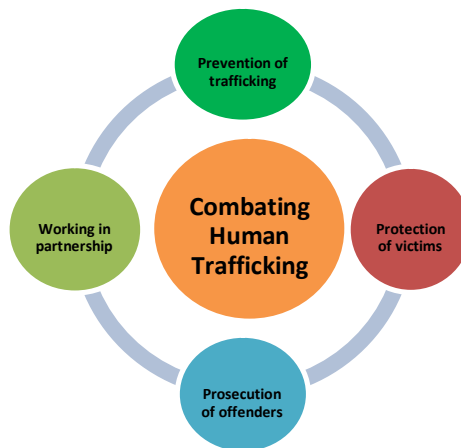 Prevention of
trafficking
Working in
partnership
Combating
Human
Trafficking
Protection
of victims
Prosecution
of offenders